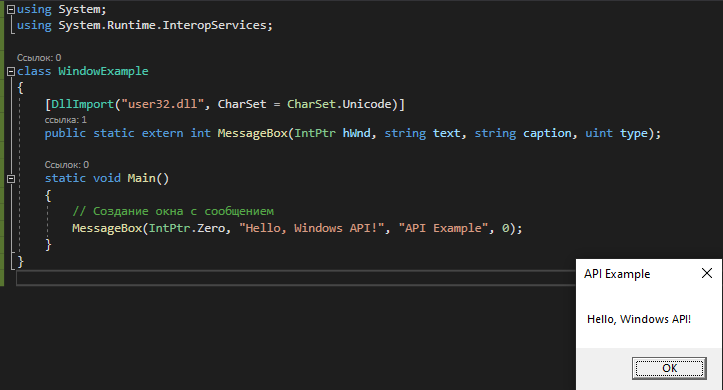 using System;
using System.Runtime.InteropServices;
Ссылок: 0
class WindowExample
{
[DllImport("user32.dll", CharSet = CharSet.Unicode)]
ссылка: 1
public static extern int MessageBox(IntPtr hWnd, string text, string caption, uint type);
Ссылок: 0
static void Main()
{
// Создание окна с сообщением
MessageBox(IntPtr.Zero, "Hello, Windows API!", "API Example", 0);
}
}
API Example
Hello, Windows API!
OK